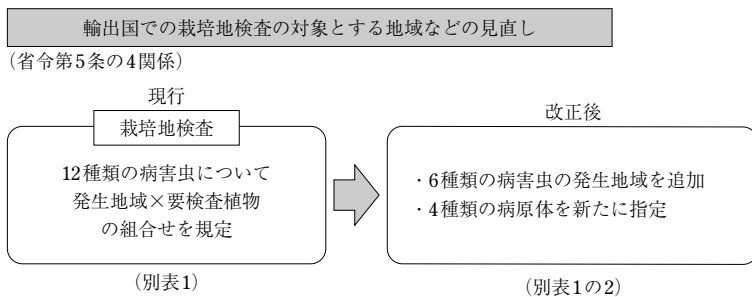 輸出国での栽培地検査の対象とする地域などの見直し
(省令第5条の4関係)
現行
栽培地検査
12種類の病害虫について
発生地域×要検査植物
の組合せを規定
(別表1)
改正後
・6種類の病害虫の発生地域を追加
・4種類の病原体を新たに指定
(別表1の2)